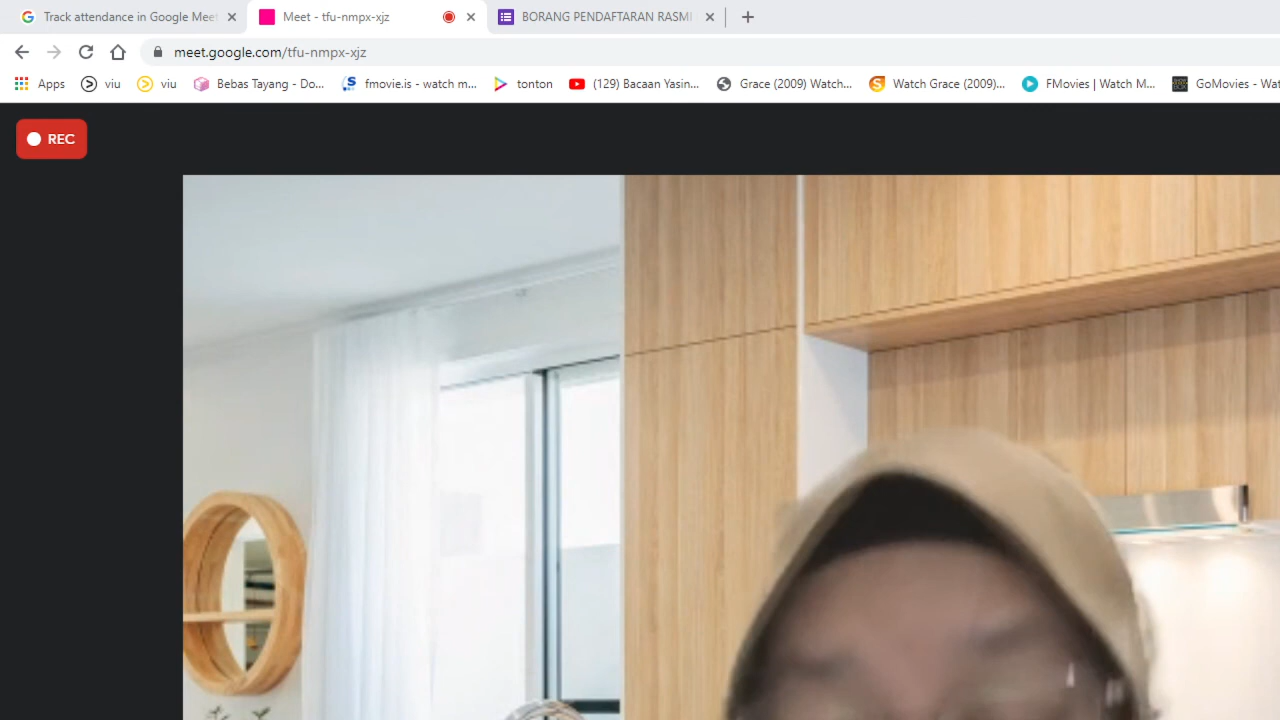 Track attendance in Google Meet
Meet - tfu-nmpx-xjz
BORANG PENDAFTARAN RASMI
meet.google.com/tfu-nmpx-xjz
Apps
viu
viu
Bebas Tayang - Do...
fmovie.is - watch m...
tonton
(129) Bacaan Yasin...
Grace (2009) Watch...
Watch Grace (2009)...
FMovies | Watch M...
GoMovies - Wat
REC